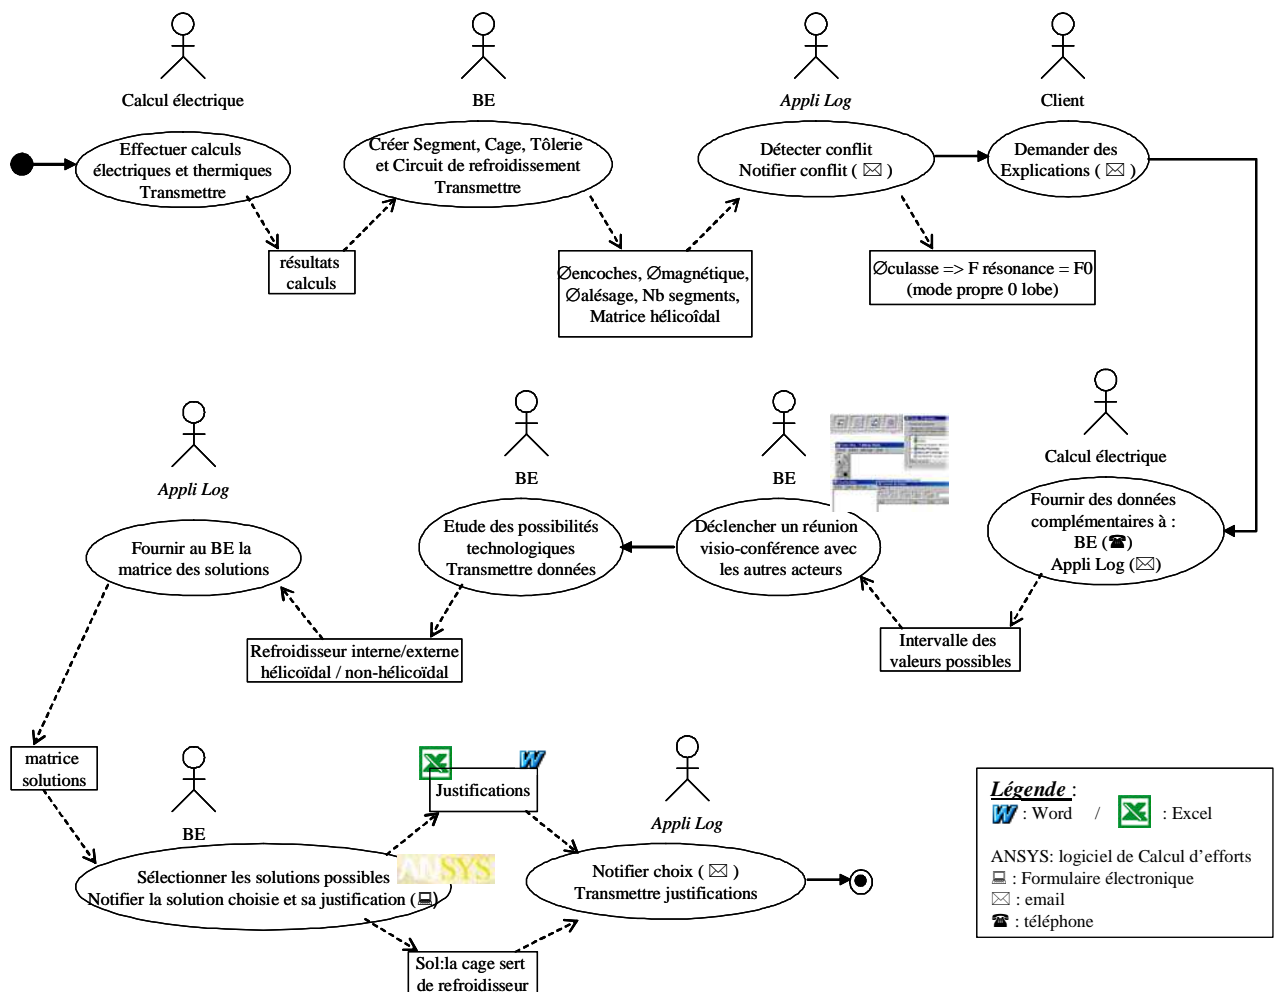 Calcul électrique
BE
Appli Log
Client
Effectuer calculs
électriques et thermiques
Transmettre
Créer Segment, Cage, Tôlerie
et Circuit de refroidissement
Transmettre
Détecter conflit
Notifier conflit ( ✉ )
Demander des
Explications ( ✉ )
résultats
calculs
Øencoches, Ømagnétique,
Øalésage, Nb segments,
Matrice hélicoîdal
Øculasse => F résonance = F0
(mode propre 0 lobe)
Appli Log
BE
BE
Calcul électrique
Fournir au BE la
matrice des solutions
Etude des possibilités
technologiques
Transmettre données
Déclencher un réunion
visio-conférence avec
les autres acteurs
Fournir des données
complémentaires à :
BE (☎)
Appli Log (✉)
Refroidisseur interne/externe
hélicoïdal / non-hélicoïdal
Intervalle des
valeurs possibles
matrice
solutions
BE
Justifications
Appli Log
Sélectionner les solutions possibles
ANSYS
Notifier la solution choisie et sa justification (💻)
Notifier choix ( ✉ )
Transmettre justifications
Sol:la cage sert
de refroidisseur
Légende :
W : Word / X : Excel
ANSYS: logiciel de Calcul d’efforts
💻 : Formulaire électronique
✉ : email
☎ : téléphone